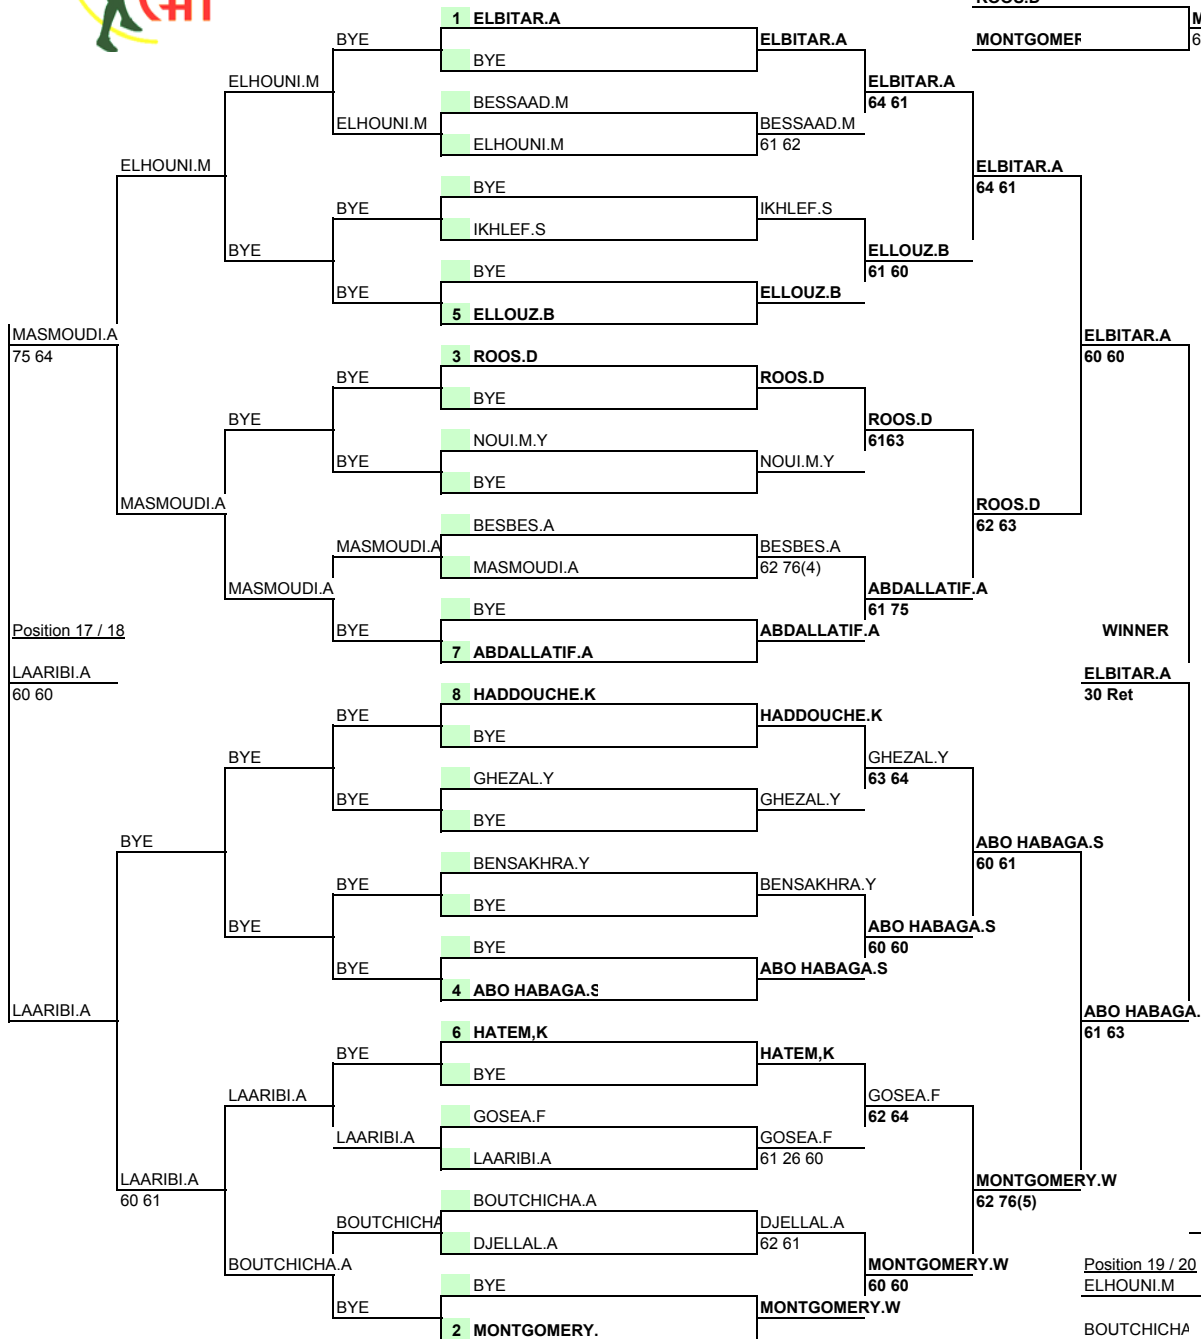 CHT
ROOS.D
1 ELBITAR.A
BYE
ELBITAR.A
MONTGOMER
6
BYE
ELHOUNI.M
ELBITAR.A
BESSAAD.M
64 61
ELHOUNI.M
BESSAAD.M
ELHOUNI.M
61 62
ELHOUNI.M
ELBITAR.A
BYE
64 61
BYE
IKHLEF.S
IKHLEF.S
BYE
ELLOUZ.B
BYE
61 60
BYE
ELLOUZ.B
5 ELLOUZ.B
MASMOUDI.A
ELBITAR.A
75 64
3 ROOS.D
60 60
BYE
ROOS.D
BYE
BYE
ROOS.D
NOUI.M.Y
6163
BYE
NOUI.M.Y
BYE
MASMOUDI.A
ROOS.D
BESBES.A
62 63
MASMOUDI.A
BESBES.A
MASMOUDI.A
62 76(4)
MASMOUDI.A
ABDALLATIF.A
BYE
61 75
Position 17 / 18
BYE
ABDALLATIF.A
WINNER
7 ABDALLATIF.A
LAARIBI.A
ELBITAR.A
60 60
8 HADDOUCHE.K
30 Ret
BYE
HADDOUCHE.K
BYE
BYE
GHEZAL.Y
GHEZAL.Y
63 64
BYE
GHEZAL.Y
BYE
BYE
ABO HABAGA.S
BENSAKHRA.Y
60 61
BYE
BENSAKHRA.Y
BYE
BYE
ABO HABAGA.S
BYE
60 60
BYE
ABO HABAGA.S
4 ABO HABAGA.S
LAARIBI.A
ABO HABAGA.
6 HATEM,K
61 63
BYE
HATEM,K
BYE
LAARIBI.A
GOSEA.F
GOSEA.F
62 64
LAARIBI.A
GOSEA.F
LAARIBI.A
61 26 60
LAARIBI.A
MONTGOMERY.W
60 61
BOUTCHICHA.A
62 76(5)
BOUTCHICHA
DJELLAL.A
DJELLAL.A
62 61
BOUTCHICHA.A
MONTGOMERY.W
Position 19 / 20
BYE
60 60
ELHOUNI.M
BYE
MONTGOMERY.W
2 MONTGOMERY.
BOUTCHICHA